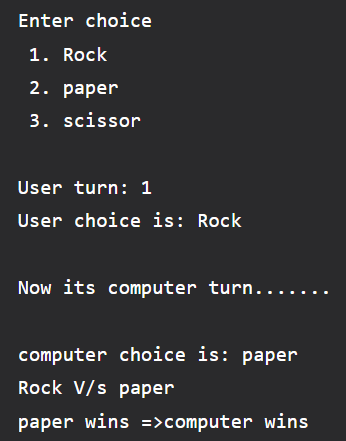 Enter choice
1. Rock
2. paper
3. scissor
User turn: 1
User choice is: Rock
Now its computer turn.......
computer choice is: paper
Rock V/s paper
paper wins =>computer wins